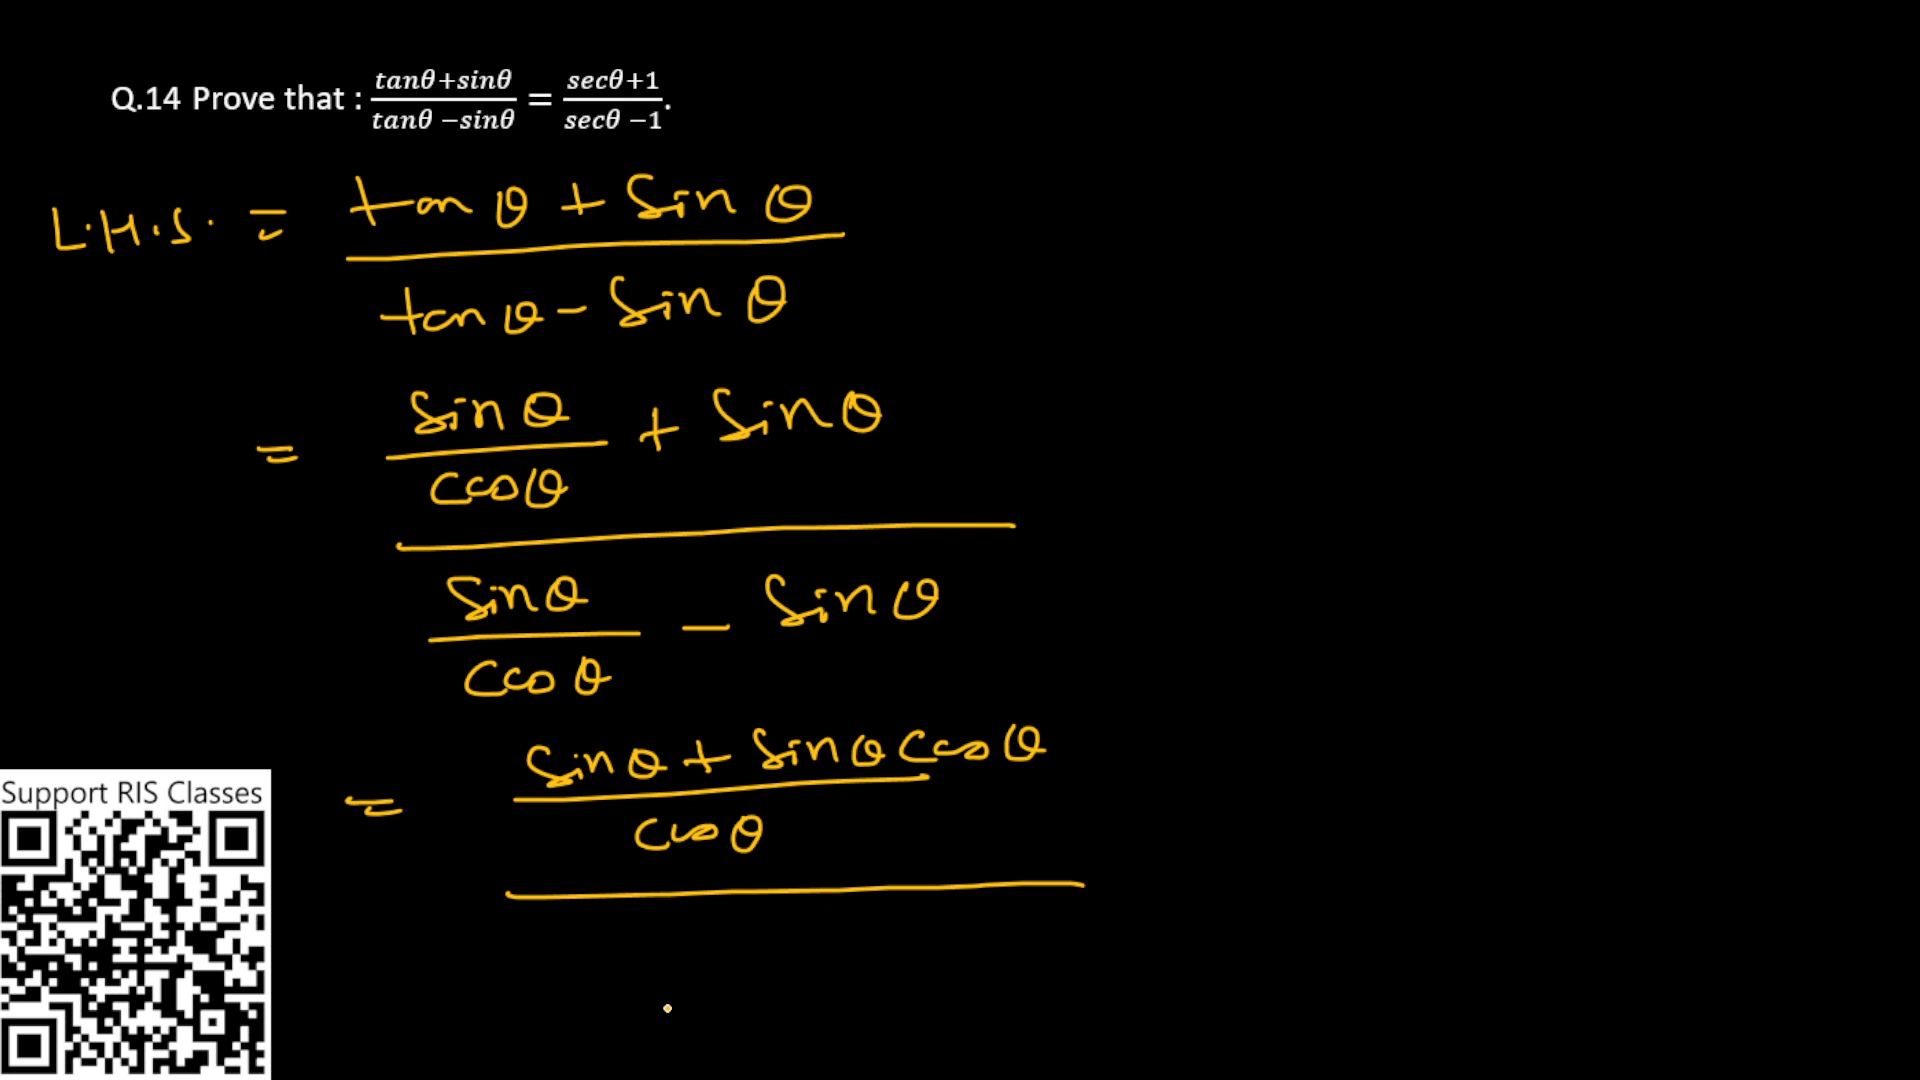 Q.14 Prove that : tanθ+sinθ / tanθ −sinθ = secθ+1 / secθ −1.
L.H.S. = tan θ + Sin θ
tan θ - Sin θ
= Sin θ / cos θ + Sin θ
Sin θ / cos θ - Sin θ
= Sin θ + Sin θ cos θ
cos θ
Support RIS Classes